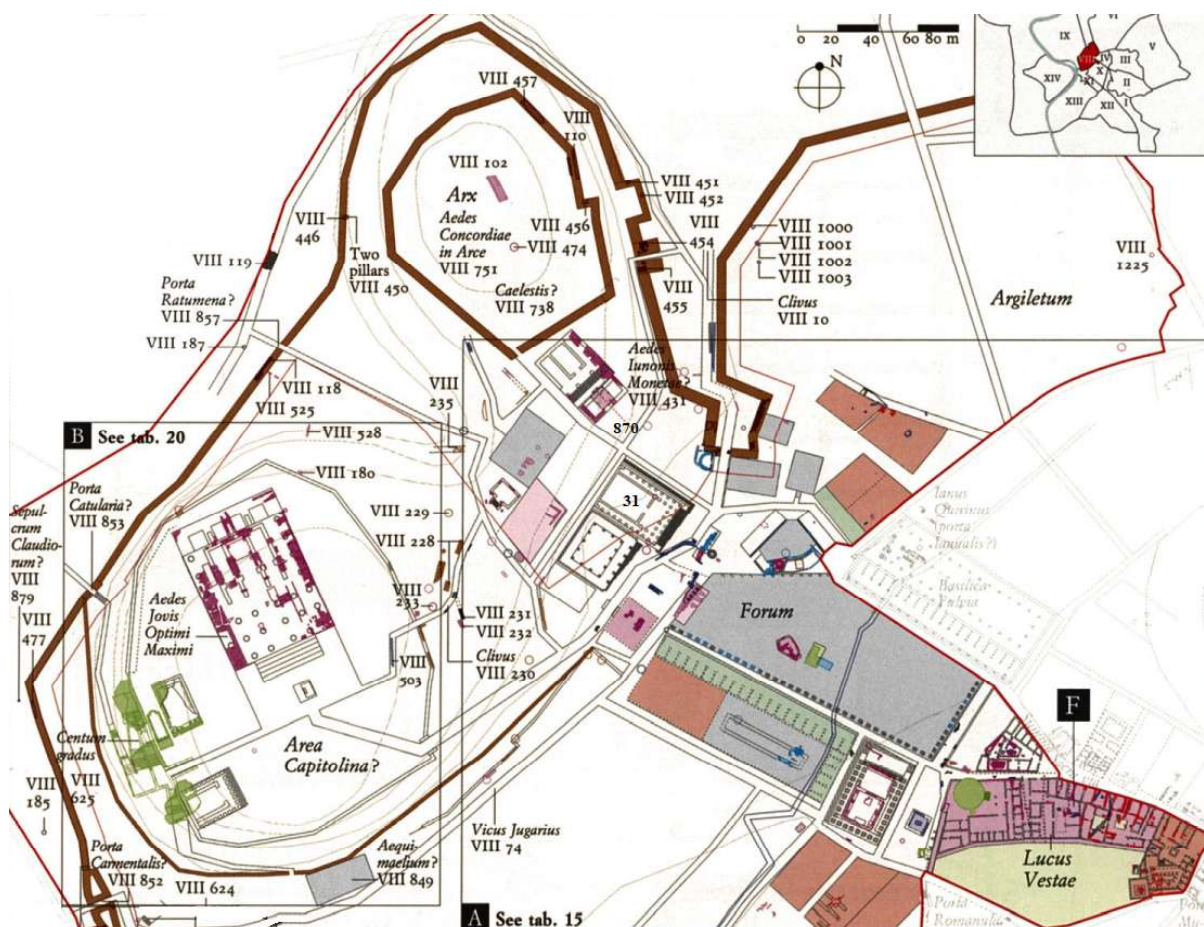 0 20 40 60 80 m
N
VI
IX
V
VIII
IV
III
X
II
XI
XIV
XIII
XII
I
VIII
457
VIII
110
VIII 102
Arx
Aedes
Concordiae
in Arce
VIII 751
VIII 456
VIII 474
Caelestis?
VIII 738
VIII 451
VIII 452
VIII
454
VIII
455
VIII 1000
VIII 1001
VIII 1002
VIII 1003
Clivus
VIII 10
VIII
1225
Argiletum
VIII
446
Two
pillars
VIII 450
VIII 119
Porta
Ratumena?
VIII 857
VIII 187
VIII 118
VIII 525
VIII
235
Aedes
Iunonis
Monetae?
VIII 431
870
31
B See tab. 20
VIII 528
VIII 180
Porta
Catularia?
VIII 853
Sepul-
crum
Claudio-
rum?
VIII
879
VIII
477
VIII 229
VIII 228
VIII
233
VIII 231
VIII 232
Clivus
VIII 230
VIII
503
Aedes
Jovis
Optimi
Maximi
Ianus
Quirinus
(porta
Ianualis?)
Basilica
Fulvia
Forum
F
Centum
gradus
Area
Capitolina?
VIII
185
VIII
625
Porta
Carmentalis?
VIII 852
VIII 624
Aequi-
maelium?
VIII 849
Vicus Jugarius
VIII 74
Lucus
Vestae
Porta
Romanula
A See tab. 15